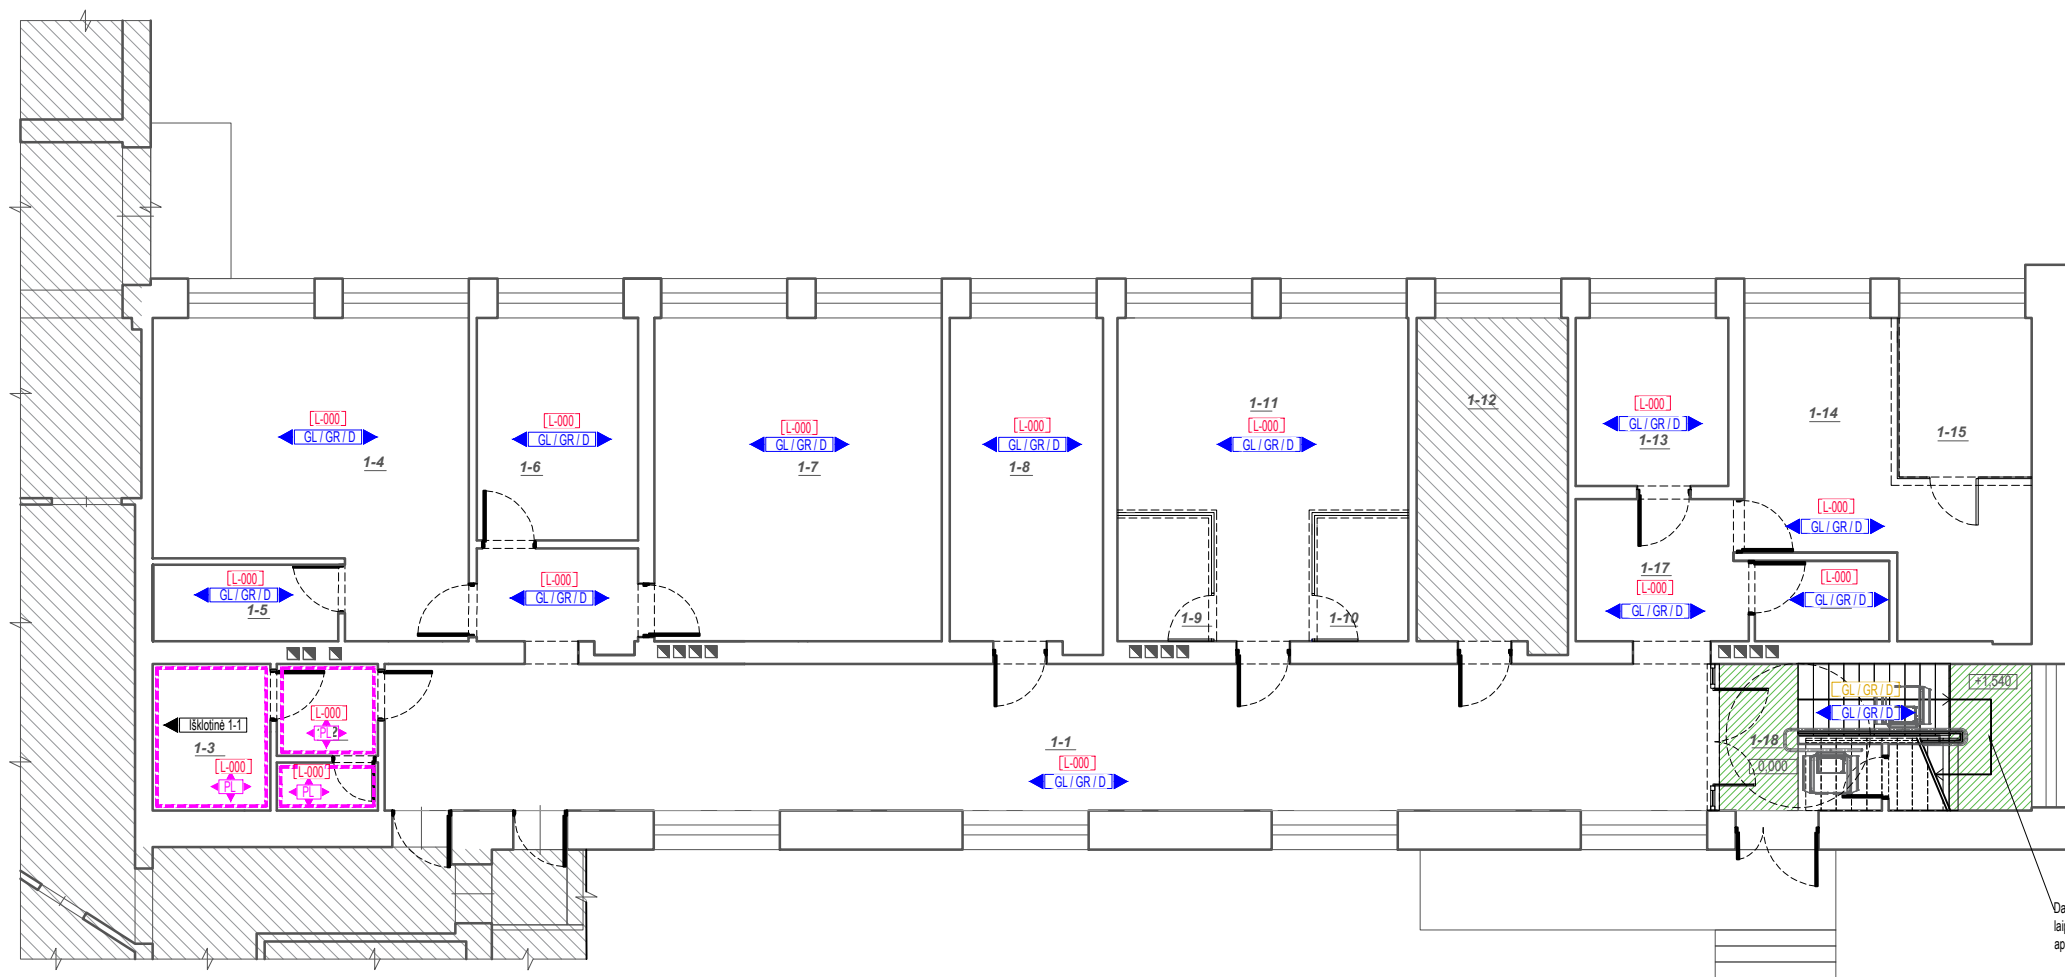 [L-000]
GL / GR / D
1-4
[L-000]
GL / GR / D
1-6
[L-000]
GL / GR / D
1-7
[L-000]
GL / GR / D
1-8
1-11
[L-000]
GL / GR / D
1-12
[L-000]
GL / GR / D
1-13
1-14
1-15
[L-000]
GL / GR / D
[L-000]
GL / GR / D
1-5
[L-000]
GL / GR / D
1-9
1-10
1-17
[L-000]
GL / GR / D
[L-000]
GL / GR / D
Išklotinė 1-1
1-3
[L-000]
PL
[L-000]
PL
[L-000]
PL
1-1
[L-000]
GL / GR / D
GL / GR / D
GL / GR / D
+1,540
1-18
0,000
Da
laip
ap